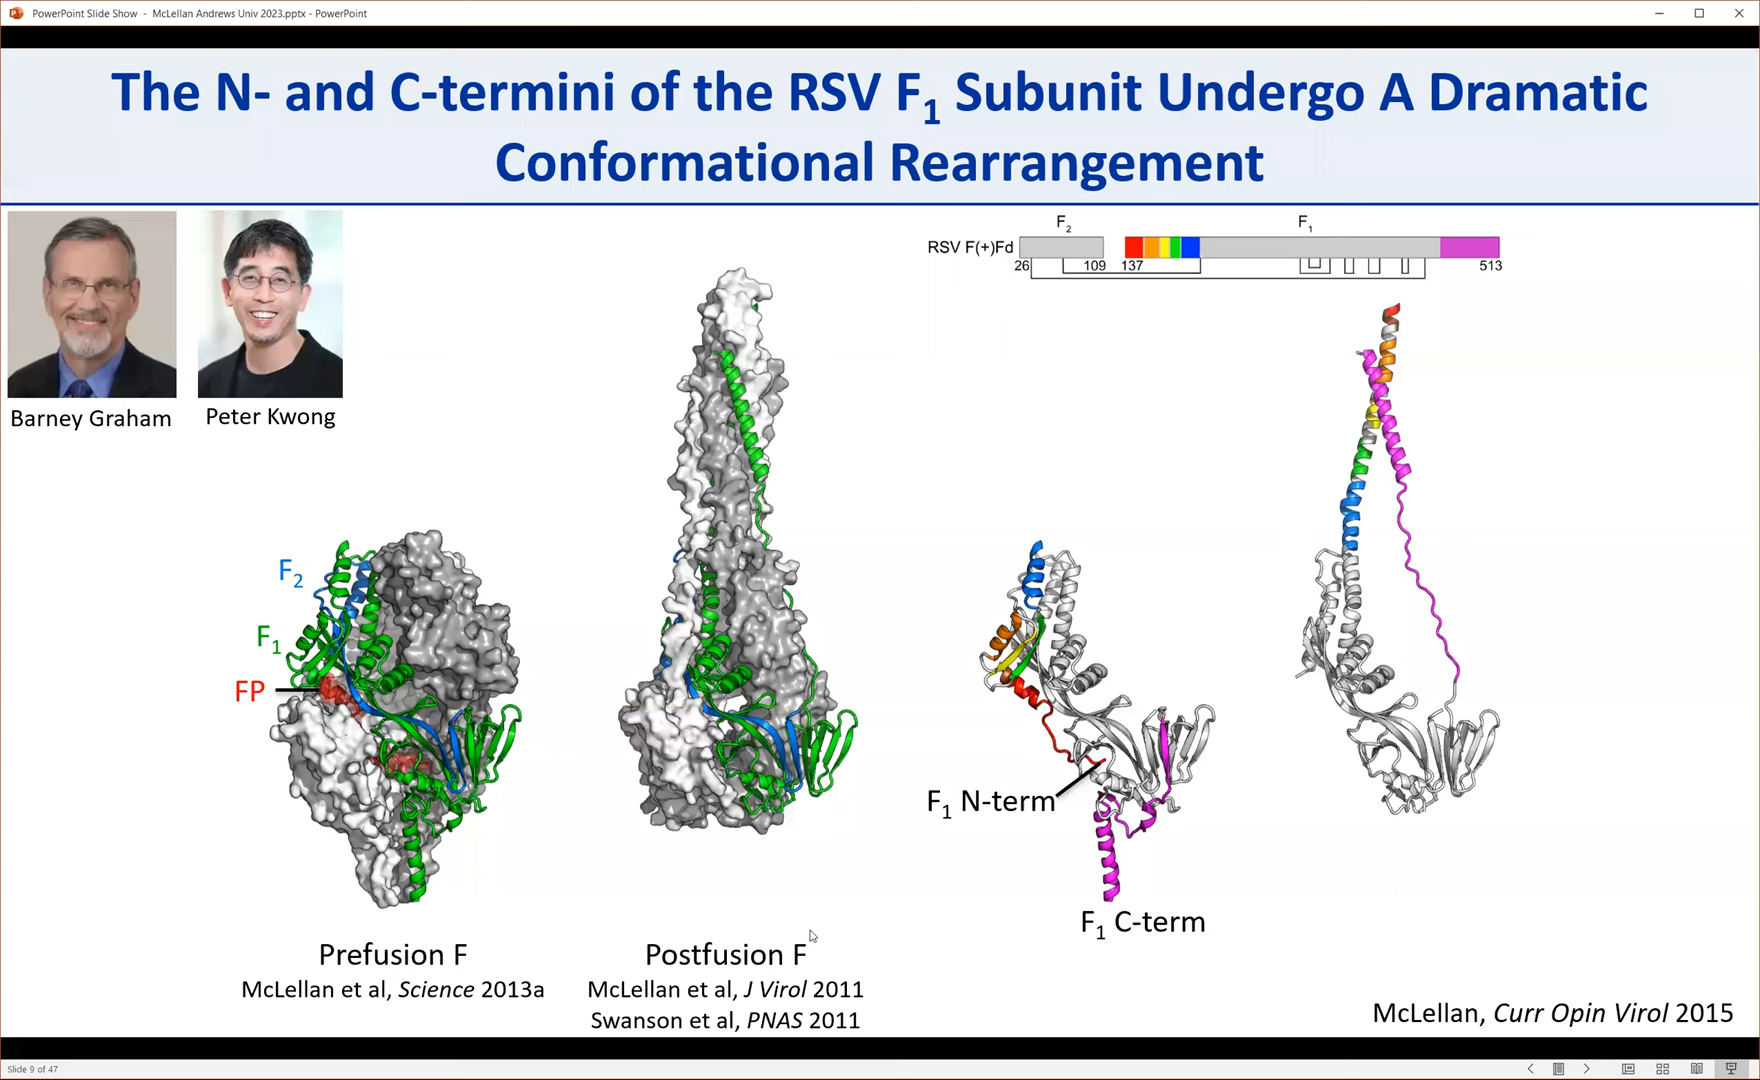 PowerPoint Slide Show - McLellan Andrews Univ 2023.pptx - PowerPoint
The N- and C-termini of the RSV F1 Subunit Undergo A Dramatic
Conformational Rearrangement
Barney Graham
Peter Kwong
F2
F1
RSV F(+)Fd
26
109
137
513
F2
F1
FP
F1 N-term
F1 C-term
Prefusion F
McLellan et al, Science 2013a
Postfusion F
McLellan et al, J Virol 2011
Swanson et al, PNAS 2011
McLellan, Curr Opin Virol 2015
Slide 9 of 47